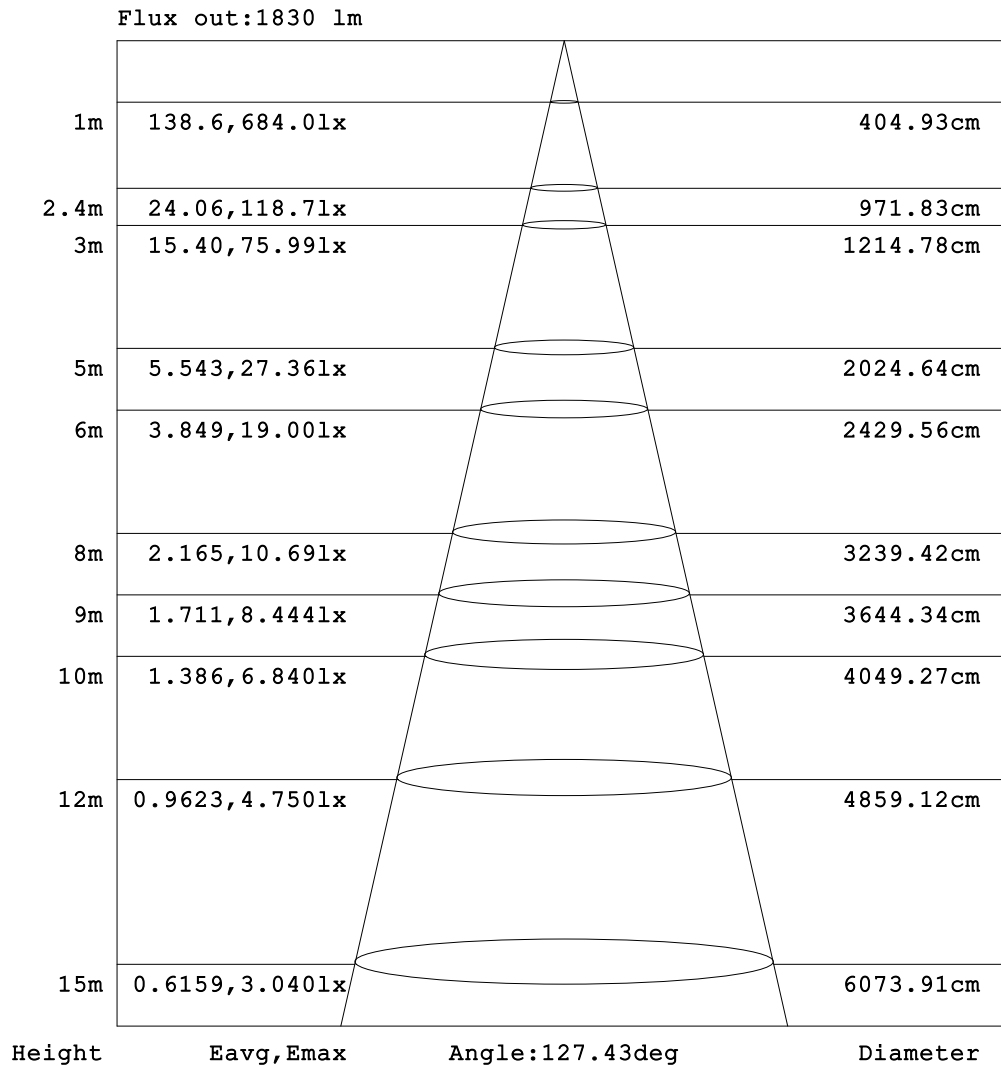 Flux out:1830 lm
1m 138.6,684.0lx 404.93cm
2.4m 24.06,118.7lx 971.83cm
3m 15.40,75.99lx 1214.78cm
5m 5.543,27.36lx 2024.64cm
6m 3.849,19.00lx 2429.56cm
8m 2.165,10.69lx 3239.42cm
9m 1.711,8.444lx 3644.34cm
10m 1.386,6.840lx 4049.27cm
12m 0.9623,4.750lx 4859.12cm
15m 0.6159,3.040lx 6073.91cm
Height Eavg,Emax Angle:127.43deg Diameter